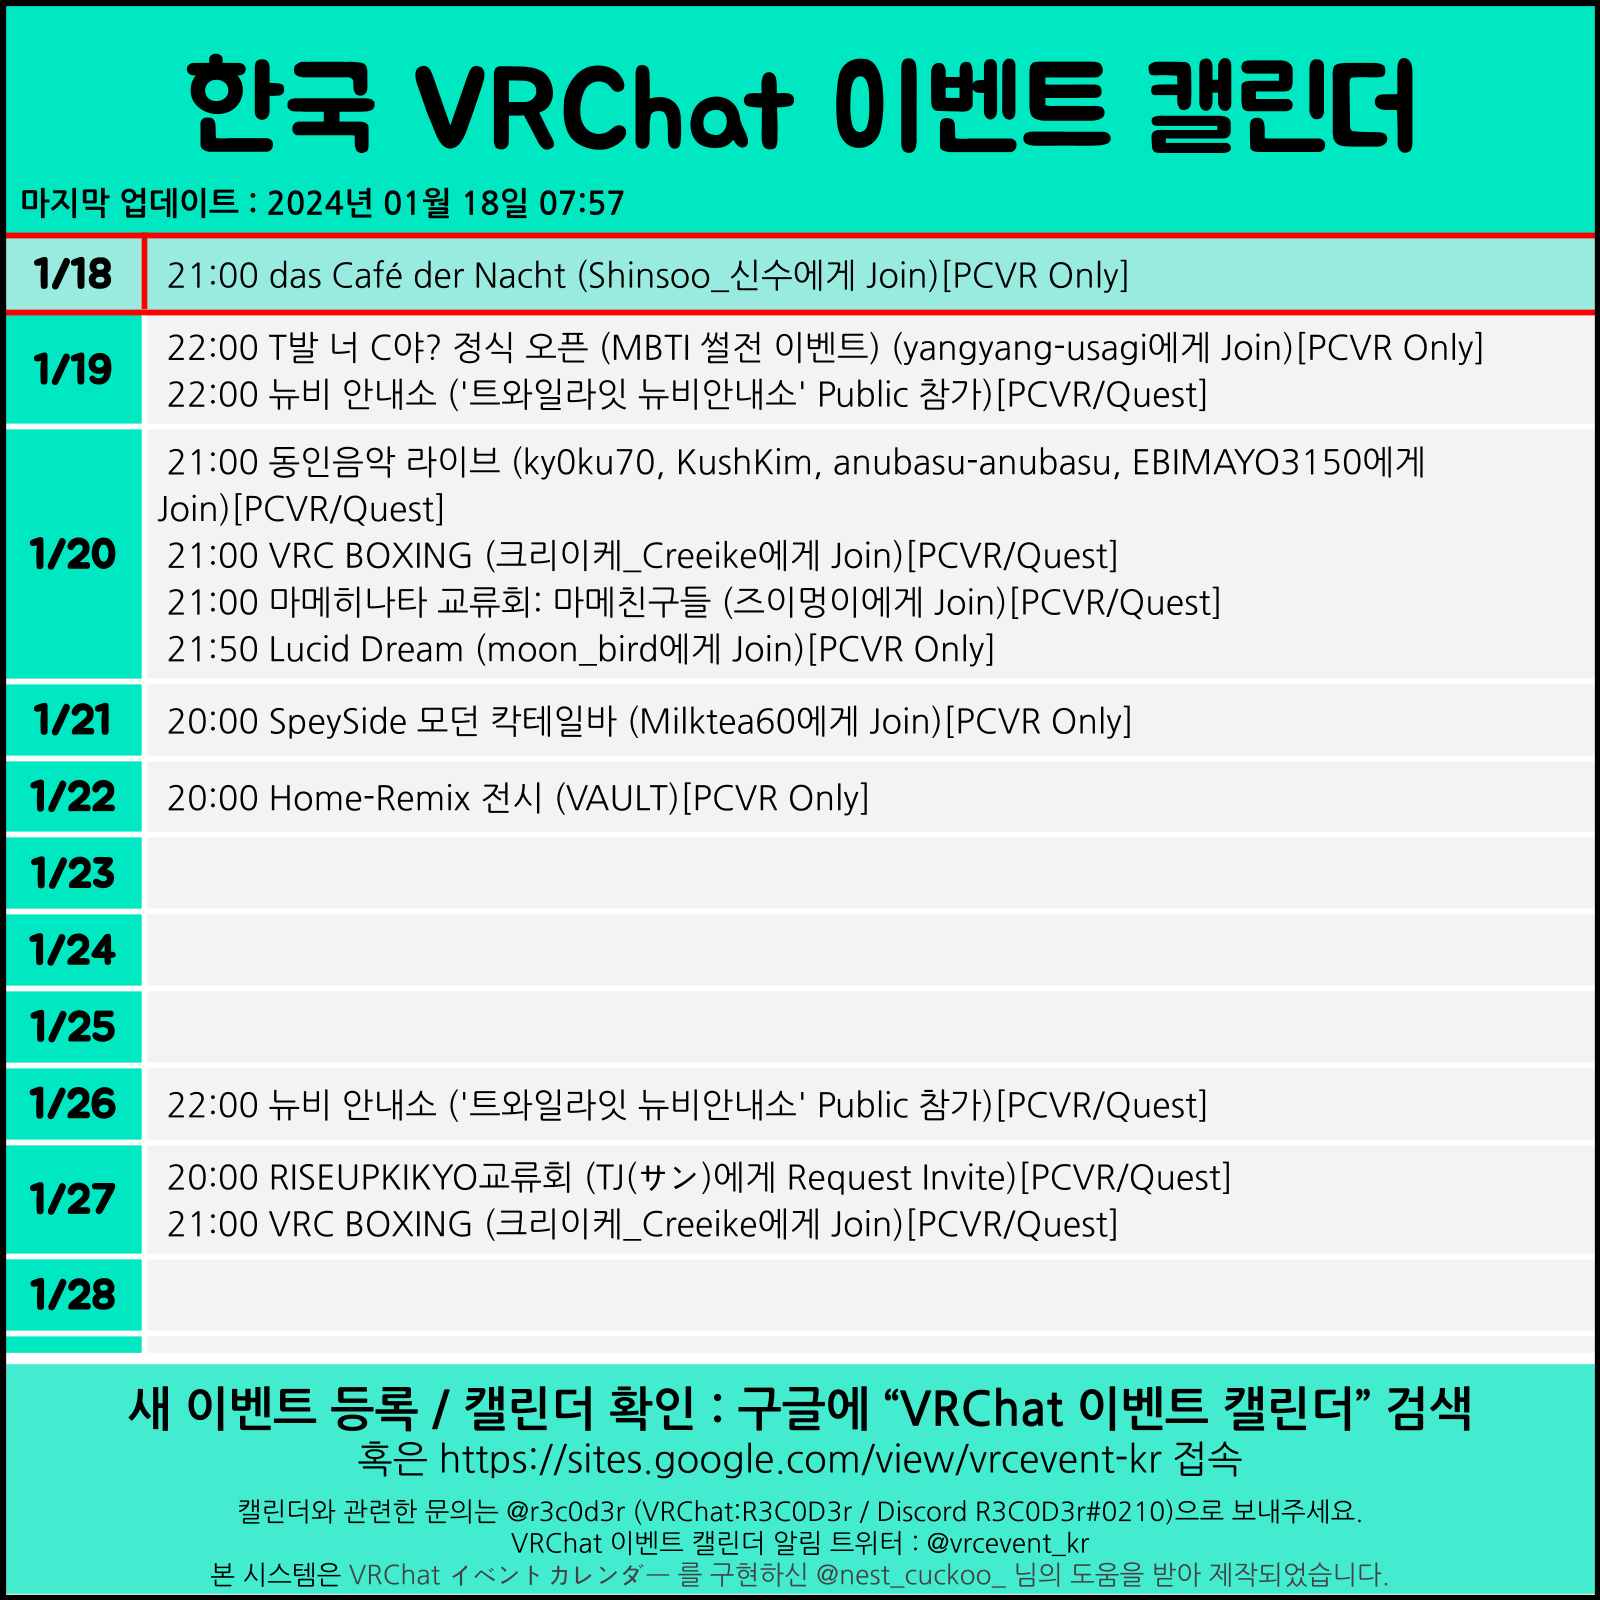 한국 VRChat 이벤트 캘린더
마지막 업데이트 : 2024년 01월 18일 07:57
1/18
21:00 das Café der Nacht (Shinsoo_신수에게 Join)[PCVR Only]
1/19
22:00 T발 너 C야? 정식 오픈 (MBTI 썰전 이벤트) (yangyang-usagi에게 Join)[PCVR Only]
22:00 뉴비 안내소 ('트와일라잇 뉴비안내소' Public 참가)[PCVR/Quest]
1/20
21:00 동인음악 라이브 (ky0ku70, KushKim, anubasu-anubasu, EBIMAYO3150에게
Join)[PCVR/Quest]
21:00 VRC BOXING (크리이케_Creeike에게 Join)[PCVR/Quest]
21:00 마메히나타 교류회: 마메친구들 (즈이멍이에게 Join)[PCVR/Quest]
21:50 Lucid Dream (moon_bird에게 Join)[PCVR Only]
1/21
20:00 SpeySide 모던 칵테일바 (Milktea60에게 Join)[PCVR Only]
1/22
20:00 Home-Remix 전시 (VAULT)[PCVR Only]
1/23
1/24
1/25
1/26
22:00 뉴비 안내소 ('트와일라잇 뉴비안내소' Public 참가)[PCVR/Quest]
1/27
20:00 RISEUPKIKYO교류회 (TJ(サン)에게 Request Invite)[PCVR/Quest]
21:00 VRC BOXING (크리이케_Creeike에게 Join)[PCVR/Quest]
1/28
새 이벤트 등록 / 캘린더 확인 : 구글에 “VRChat 이벤트 캘린더” 검색
혹은 https://sites.google.com/view/vrcevent-kr 접속
캘린더와 관련한 문의는 @r3c0d3r (VRChat:R3C0D3r / Discord R3C0D3r#0210)으로 보내주세요.
VRChat 이벤트 캘린더 알림 트위터 : @vrcevent_kr
본 시스템은 VRChat イベントカレンダー 를 구현하신 @nest_cuckoo_ 님의 도움을 받아 제작되었습니다.